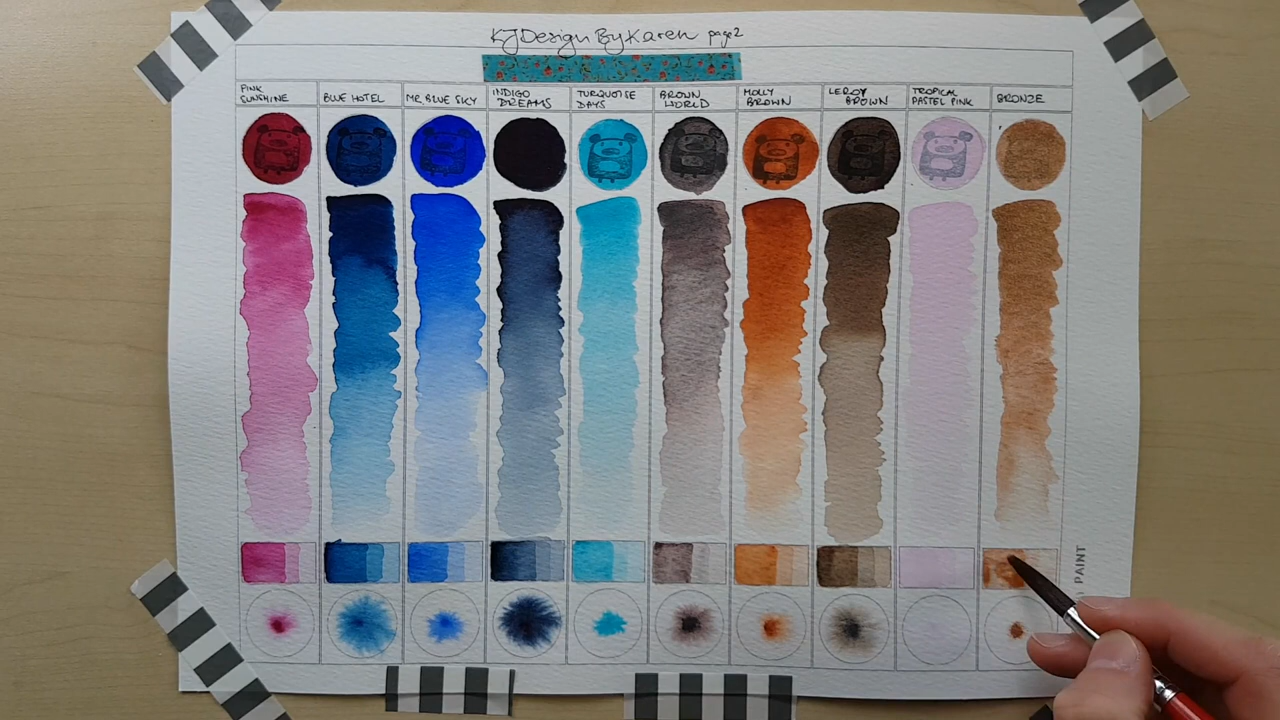 KJDesignByKaren page2
PINK
SUNSHINE
BLUE HOTEL
MR BLUE SKY
INDIGO
DREAMS
TURQUOISE
DAYS
BROWN
WORLD
MOLLY
BROWN
LEROY
BROWN
TROPICAL
PASTEL PINK
BRONZE
PAINT